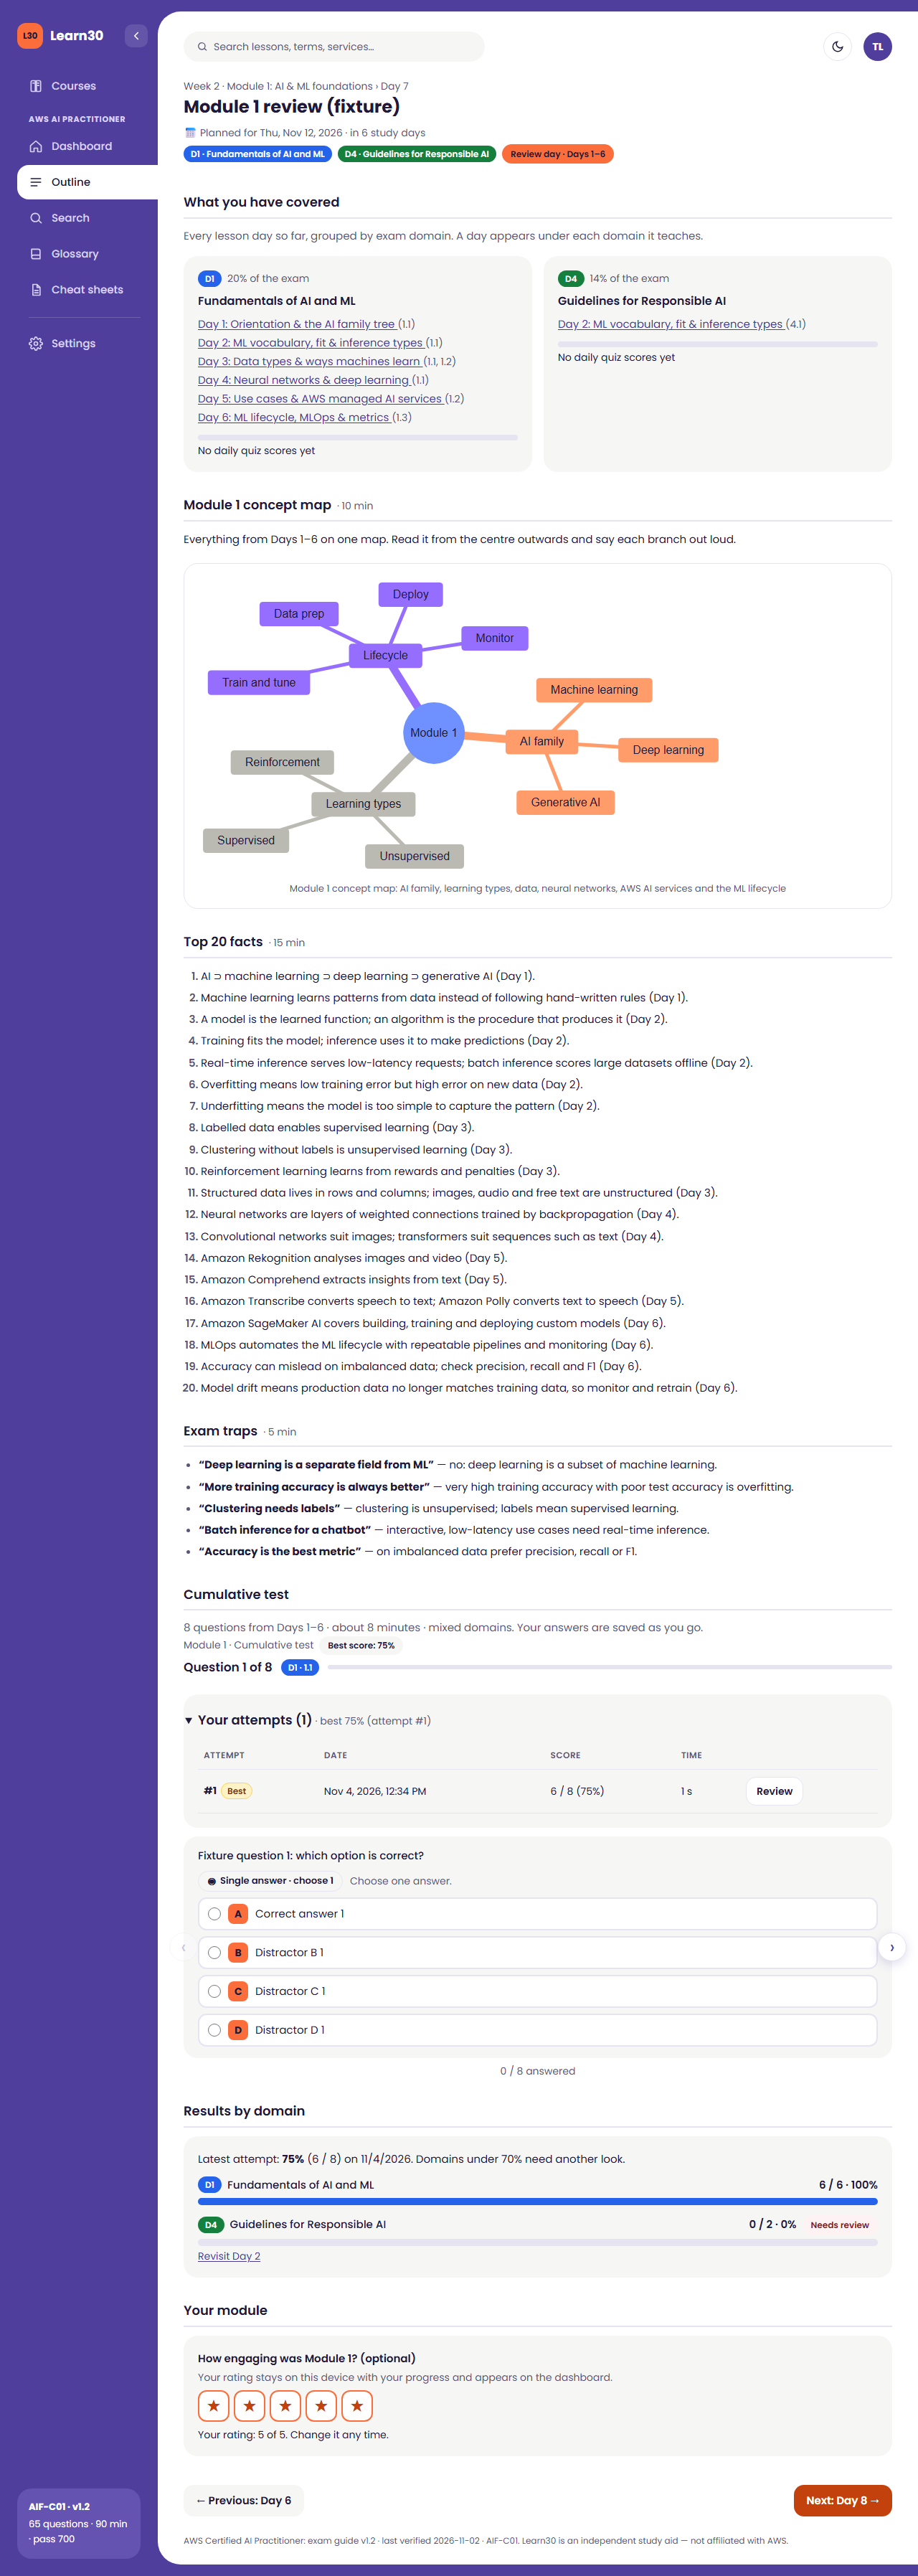 L30 Learn30
Courses
AWS AI PRACTITIONER
Dashboard
Outline
Search
Glossary
Cheat sheets
Settings
AIF-C01 · v1.2
65 questions · 90 min
· pass 700
Search lessons, terms, services...
TL
Week 2 · Module 1: AI & ML foundations › Day 7
Module 1 review (fixture)
Planned for Thu, Nov 12, 2026 · in 6 study days
D1 · Fundamentals of AI and ML D4 · Guidelines for Responsible AI Review day · Days 1–6
What you have covered
Every lesson day so far, grouped by exam domain. A day appears under each domain it teaches.
D1 20% of the exam
Fundamentals of AI and ML
Day 1: Orientation & the AI family tree (1.1)
Day 2: ML vocabulary, fit & inference types (1.1)
Day 3: Data types & ways machines learn (1.1, 1.2)
Day 4: Neural networks & deep learning (1.1)
Day 5: Use cases & AWS managed AI services (1.2)
Day 6: ML lifecycle, MLOps & metrics (1.3)
No daily quiz scores yet
D4 14% of the exam
Guidelines for Responsible AI
Day 2: ML vocabulary, fit & inference types (4.1)
No daily quiz scores yet
Module 1 concept map · 10 min
Everything from Days 1–6 on one map. Read it from the centre outwards and say each branch out loud.
Deploy
Data prep
Monitor
Lifecycle
Train and tune
Machine learning
Module 1
AI family
Deep learning
Reinforcement
Generative AI
Learning types
Supervised
Unsupervised
Module 1 concept map: AI family, learning types, data, neural networks, AWS AI services and the ML lifecycle
Top 20 facts · 15 min
1. AI ⊃ machine learning ⊃ deep learning ⊃ generative AI (Day 1).
2. Machine learning learns patterns from data instead of following hand-written rules (Day 1).
3. A model is the learned function; an algorithm is the procedure that produces it (Day 2).
4. Training fits the model; inference uses it to make predictions (Day 2).
5. Real-time inference serves low-latency requests; batch inference scores large datasets offline (Day 2).
6. Overfitting means low training error but high error on new data (Day 2).
7. Underfitting means the model is too simple to capture the pattern (Day 2).
8. Labelled data enables supervised learning (Day 3).
9. Clustering without labels is unsupervised learning (Day 3).
10. Reinforcement learning learns from rewards and penalties (Day 3).
11. Structured data lives in rows and columns; images, audio and free text are unstructured (Day 3).
12. Neural networks are layers of weighted connections trained by backpropagation (Day 4).
13. Convolutional networks suit images; transformers suit sequences such as text (Day 4).
14. Amazon Rekognition analyses images and video (Day 5).
15. Amazon Comprehend extracts insights from text (Day 5).
16. Amazon Transcribe converts speech to text; Amazon Polly converts text to speech (Day 5).
17. Amazon SageMaker AI covers building, training and deploying custom models (Day 6).
18. MLOps automates the ML lifecycle with repeatable pipelines and monitoring (Day 6).
19. Accuracy can mislead on imbalanced data; check precision, recall and F1 (Day 6).
20. Model drift means production data no longer matches training data, so monitor and retrain (Day 6).
Exam traps · 5 min
• “Deep learning is a separate field from ML” — no: deep learning is a subset of machine learning.
• “More training accuracy is always better” — very high training accuracy with poor test accuracy is overfitting.
• “Clustering needs labels” — clustering is unsupervised; labels mean supervised learning.
• “Batch inference for a chatbot” — interactive, low-latency use cases need real-time inference.
• “Accuracy is the best metric” — on imbalanced data prefer precision, recall or F1.
Cumulative test
8 questions from Days 1–6 · about 8 minutes · mixed domains. Your answers are saved as you go.
Module 1 · Cumulative test Best score: 75%
Question 1 of 8 D1 · 1.1
▼ Your attempts (1) · best 75% (attempt #1)
ATTEMPT DATE SCORE TIME
#1 Best Nov 4, 2026, 12:34 PM 6 / 8 (75%) 1 s Review
Fixture question 1: which option is correct?
◉ Single answer · choose 1 Choose one answer.
A Correct answer 1
B Distractor B 1
‹ ›
C Distractor C 1
D Distractor D 1
0 / 8 answered
Results by domain
Latest attempt: 75% (6 / 8) on 11/4/2026. Domains under 70% need another look.
D1 Fundamentals of AI and ML 6 / 6 · 100%
D4 Guidelines for Responsible AI 0 / 2 · 0% Needs review
Revisit Day 2
Your module
How engaging was Module 1? (optional)
Your rating stays on this device with your progress and appears on the dashboard.
★ ★ ★ ★ ★
Your rating: 5 of 5. Change it any time.
← Previous: Day 6 Next: Day 8 →
AWS Certified AI Practitioner: exam guide v1.2 · last verified 2026-11-02 · AIF-C01. Learn30 is an independent study aid — not affiliated with AWS.